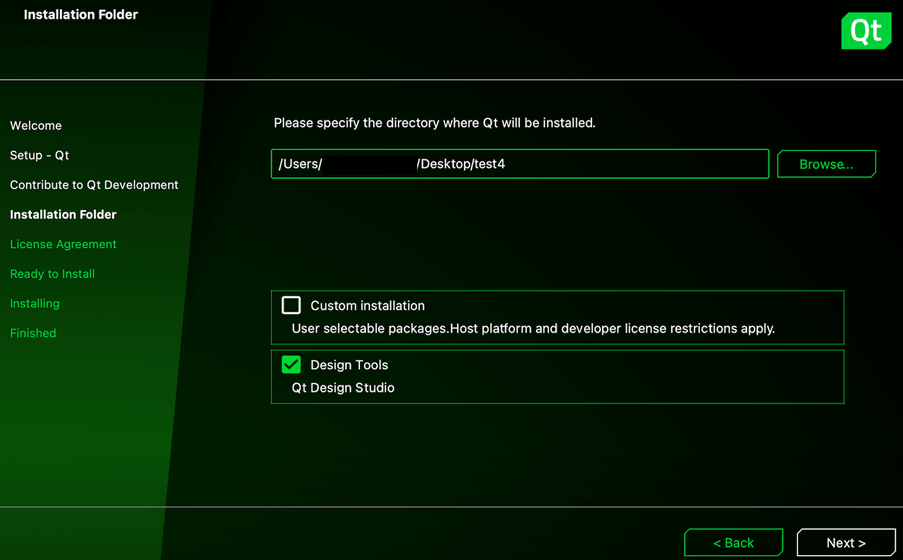 Installation Folder
Qt
Welcome
Setup - Qt
Contribute to Qt Development
Installation Folder
License Agreement
Ready to Install
Installing
Finished
Please specify the directory where Qt will be installed.
/Users/ /Desktop/test4
Browse...
Custom installation
User selectable packages.Host platform and developer license restrictions apply.
Design Tools
Qt Design Studio
< Back
Next >